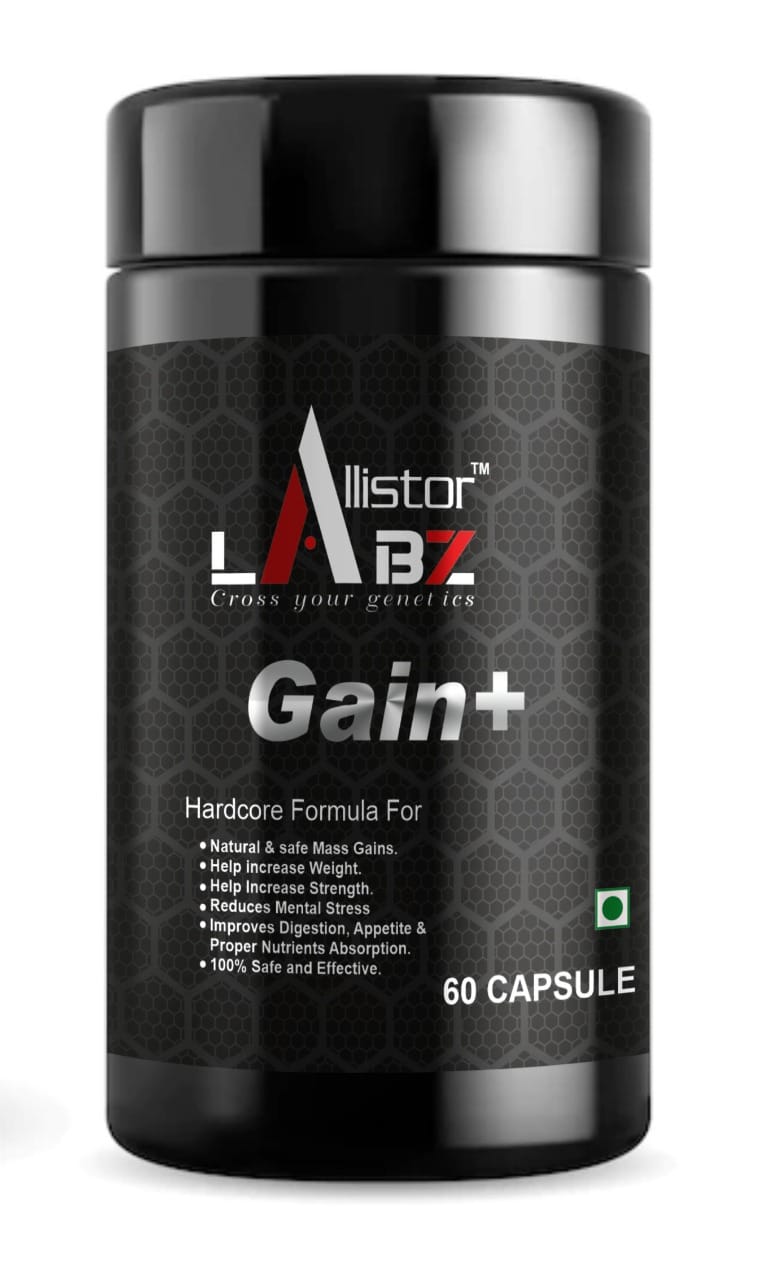 Allistor™
LABZ
Cross your genetics
Gain+
Hardcore Formula For
• Natural & safe Mass Gains.
• Help increase Weight.
• Help Increase Strength.
• Reduces Mental Stress
• Improves Digestion, Appetite &
Proper Nutrients Absorption.
• 100% Safe and Effective.
60 CAPSULE